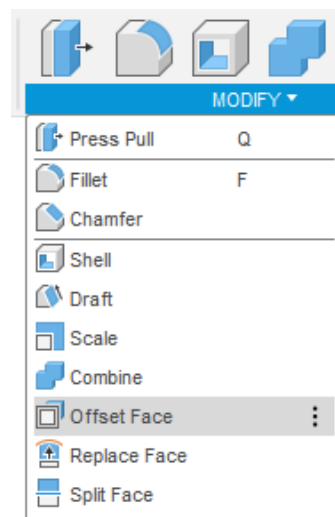 MODIFY ▼
Press Pull Q
Fillet F
Chamfer
Shell
Draft
Scale
Combine
Offset Face
Replace Face
Split Face